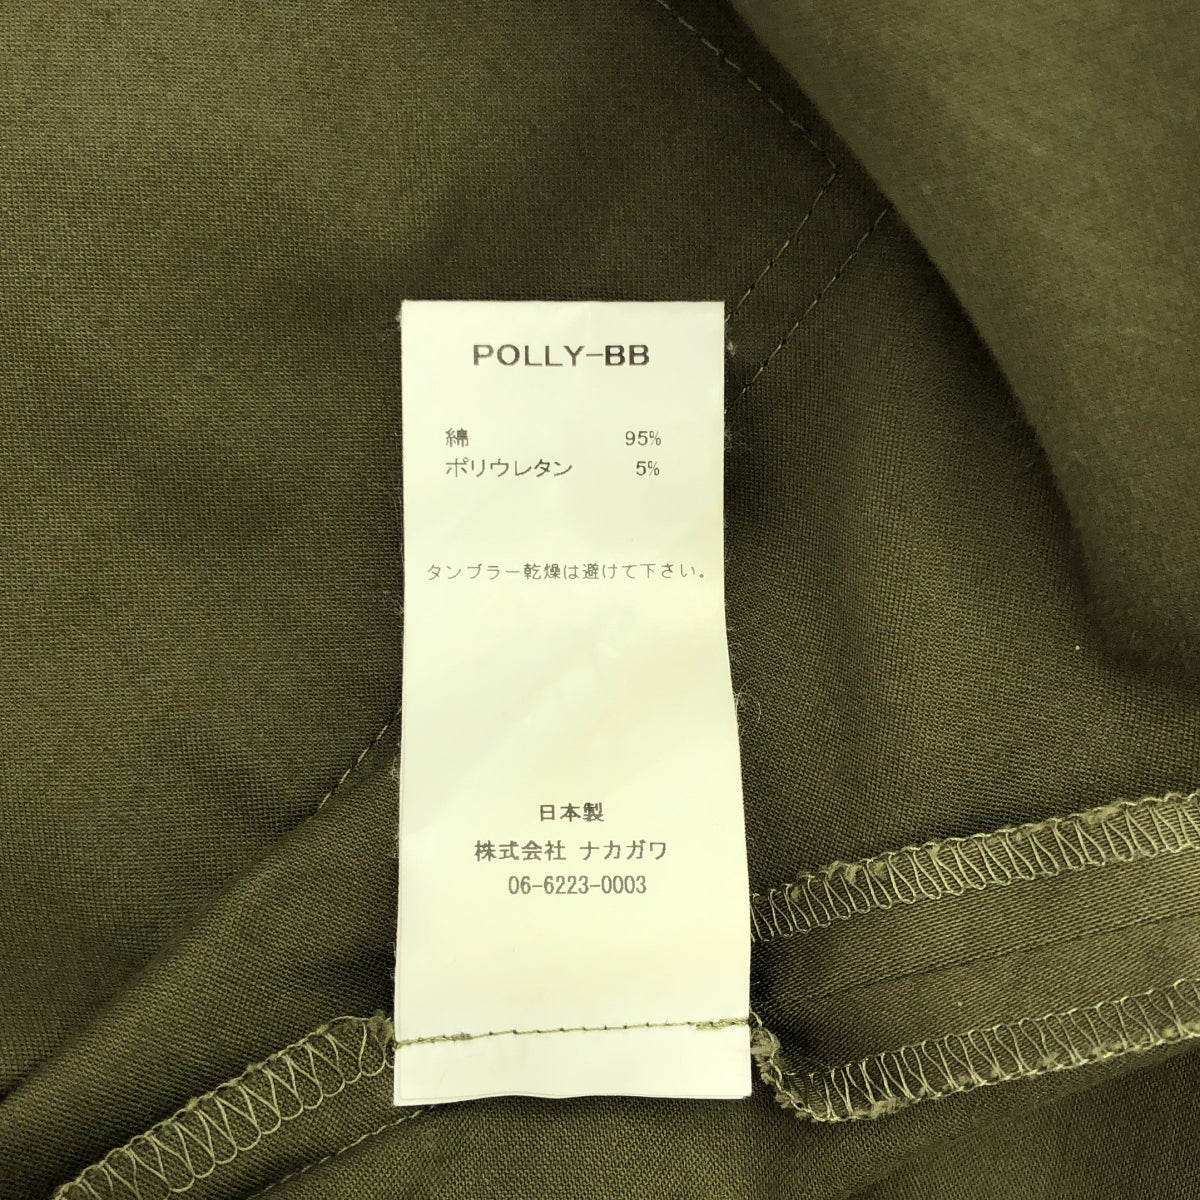 POLLY-BB
綿 95%
ポリウレタン 5%
タンブラー乾燥は避けて下さい。
日本製
株式会社 ナカガワ
06-6223-0003